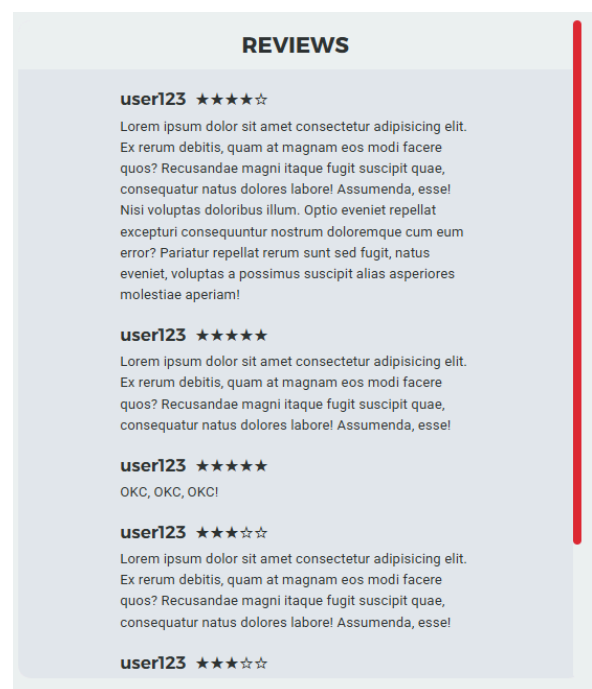 REVIEWS
user123 ★★★★☆
Lorem ipsum dolor sit amet consectetur adipisicing elit.
Ex rerum debitis, quam at magnam eos modi facere
quos? Recusandae magni itaque fugit suscipit quae,
consequatur natus dolores labore! Assumenda, esse!
Nisi voluptas doloribus illum. Optio eveniet repellat
excepturi consequuntur nostrum doloremque cum eum
error? Pariatur repellat rerum sunt sed fugit, natus
eveniet, voluptas a possimus suscipit alias asperiores
molestiae aperiam!
user123 ★★★★★
Lorem ipsum dolor sit amet consectetur adipisicing elit.
Ex rerum debitis, quam at magnam eos modi facere
quos? Recusandae magni itaque fugit suscipit quae,
consequatur natus dolores labore! Assumenda, esse!
user123 ★★★★★
OKC, OKC, OKC!
user123 ★★★☆☆
Lorem ipsum dolor sit amet consectetur adipisicing elit.
Ex rerum debitis, quam at magnam eos modi facere
quos? Recusandae magni itaque fugit suscipit quae,
consequatur natus dolores labore! Assumenda, esse!
user123 ★★★☆☆